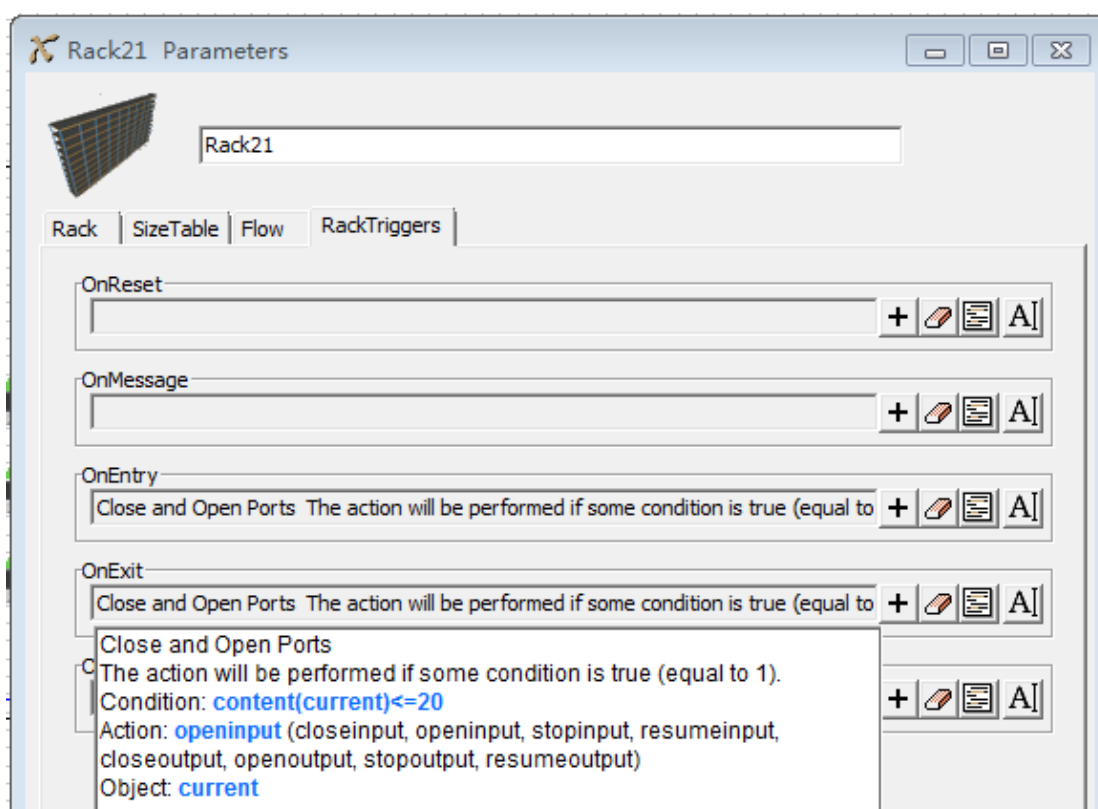 Rack21 Parameters
Rack21
Rack
SizeTable
Flow
RackTriggers
OnReset
OnMessage
OnEntry
Close and Open Ports The action will be performed if some condition is true (equal to
OnExit
Close and Open Ports The action will be performed if some condition is true (equal to
Close and Open Ports
The action will be performed if some condition is true (equal to 1).
Condition: content(current)<=20
Action: openinput (closeinput, openinput, stopinput, resumeinput,
closeoutput, openoutput, stopoutput, resumeoutput)
Object: current